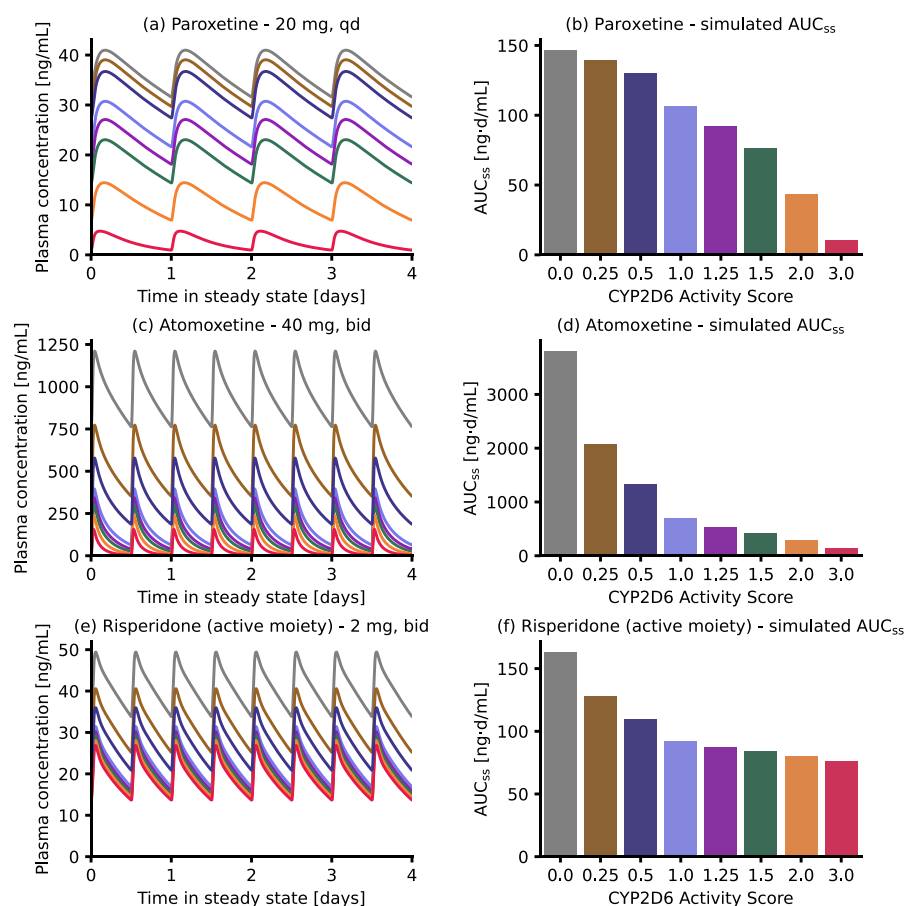 (a) Paroxetine - 20 mg, qd
Plasma concentration [ng/mL]
40
30
20
10
0
0 1 2 3 4
Time in steady state [days]
(b) Paroxetine - simulated AUCss
AUCss [ng·d/mL]
150
100
50
0
0.0 0.25 0.5 1.0 1.25 1.5 2.0 3.0
CYP2D6 Activity Score
(c) Atomoxetine - 40 mg, bid
Plasma concentration [ng/mL]
1250
1000
750
500
250
0
0 1 2 3 4
Time in steady state [days]
(d) Atomoxetine - simulated AUCss
AUCss [ng·d/mL]
3000
2000
1000
0
0.0 0.25 0.5 1.0 1.25 1.5 2.0 3.0
CYP2D6 Activity Score
(e) Risperidone (active moiety) - 2 mg, bid
Plasma concentration [ng/mL]
50
40
30
20
10
0
0 1 2 3 4
Time in steady state [days]
(f) Risperidone (active moiety) - simulated AUCss
AUCss [ng·d/mL]
150
100
50
0
0.0 0.25 0.5 1.0 1.25 1.5 2.0 3.0
CYP2D6 Activity Score